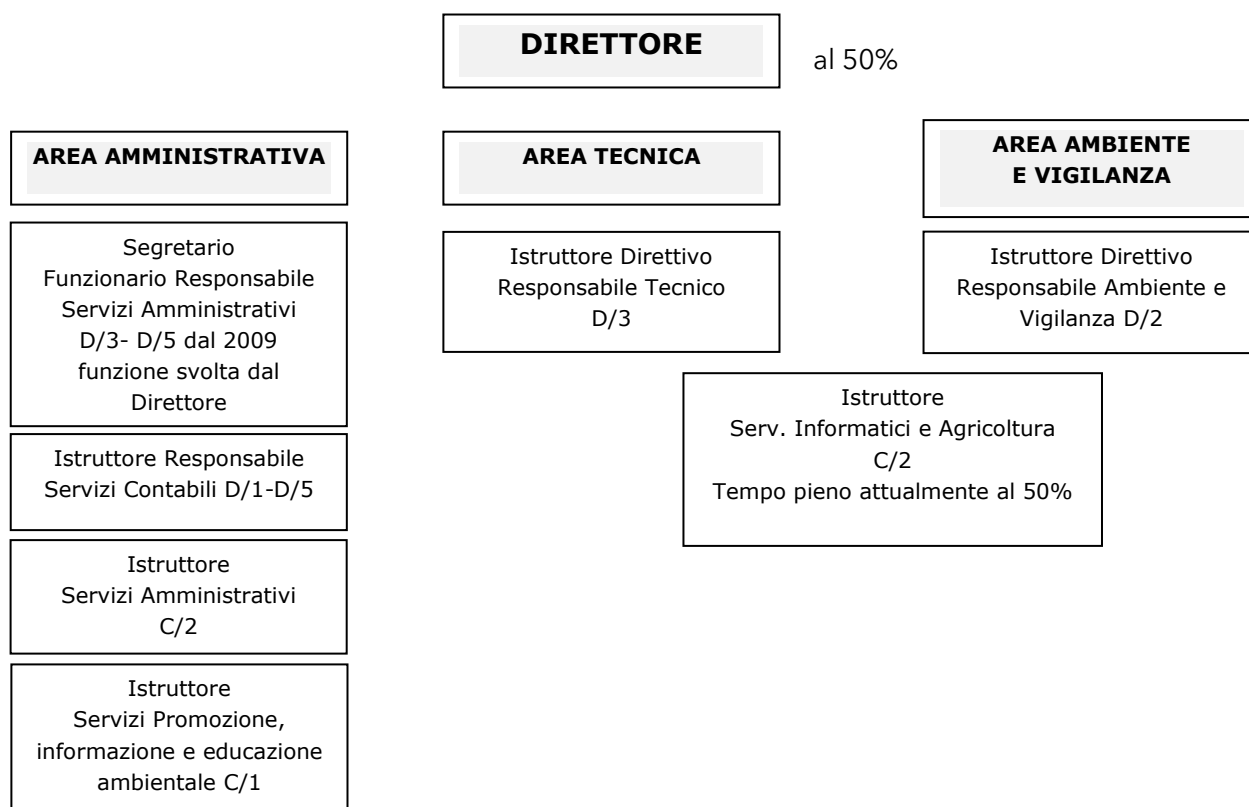 DIRETTORE
al 50%
AREA AMMINISTRATIVA
Segretario
Funzionario Responsabile
Servizi Amministrativi
D/3- D/5 dal 2009
funzione svolta dal
Direttore
Istruttore Responsabile
Servizi Contabili D/1-D/5
Istruttore
Servizi Amministrativi
C/2
Istruttore
Servizi Promozione,
informazione e educazione
ambientale C/1
AREA TECNICA
Istruttore Direttivo
Responsabile Tecnico
D/3
AREA AMBIENTE
E VIGILANZA
Istruttore Direttivo
Responsabile Ambiente e
Vigilanza D/2
Istruttore
Serv. Informatici e Agricoltura
C/2
Tempo pieno attualmente al 50%